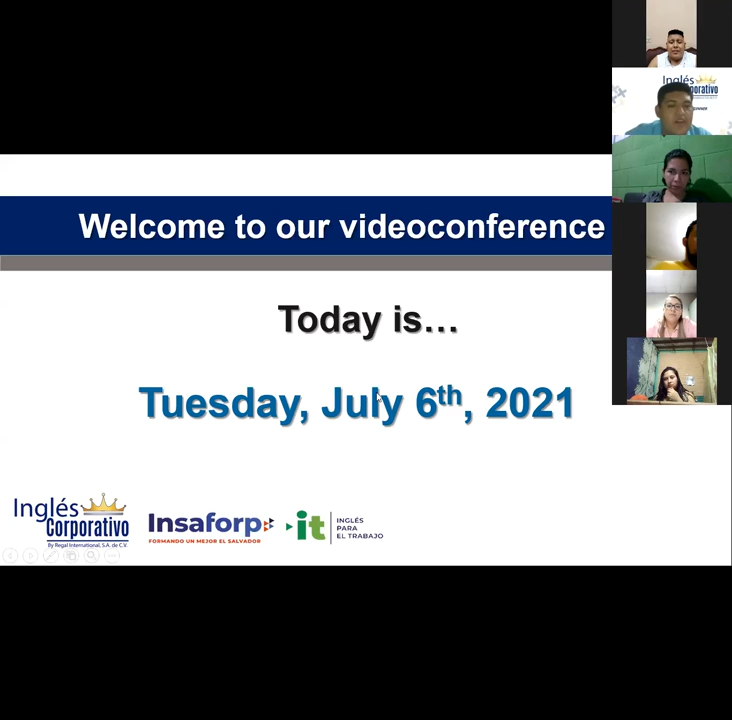 Welcome to our videoconference
Today is…
Tuesday, July 6th, 2021
Inglés
Corporativo
By Regal International, S.A. de C.V.
Insaforp
FORMANDO UN MEJOR EL SALVADOR
it
INGLÉS
PARA
EL TRABAJO
Inglés